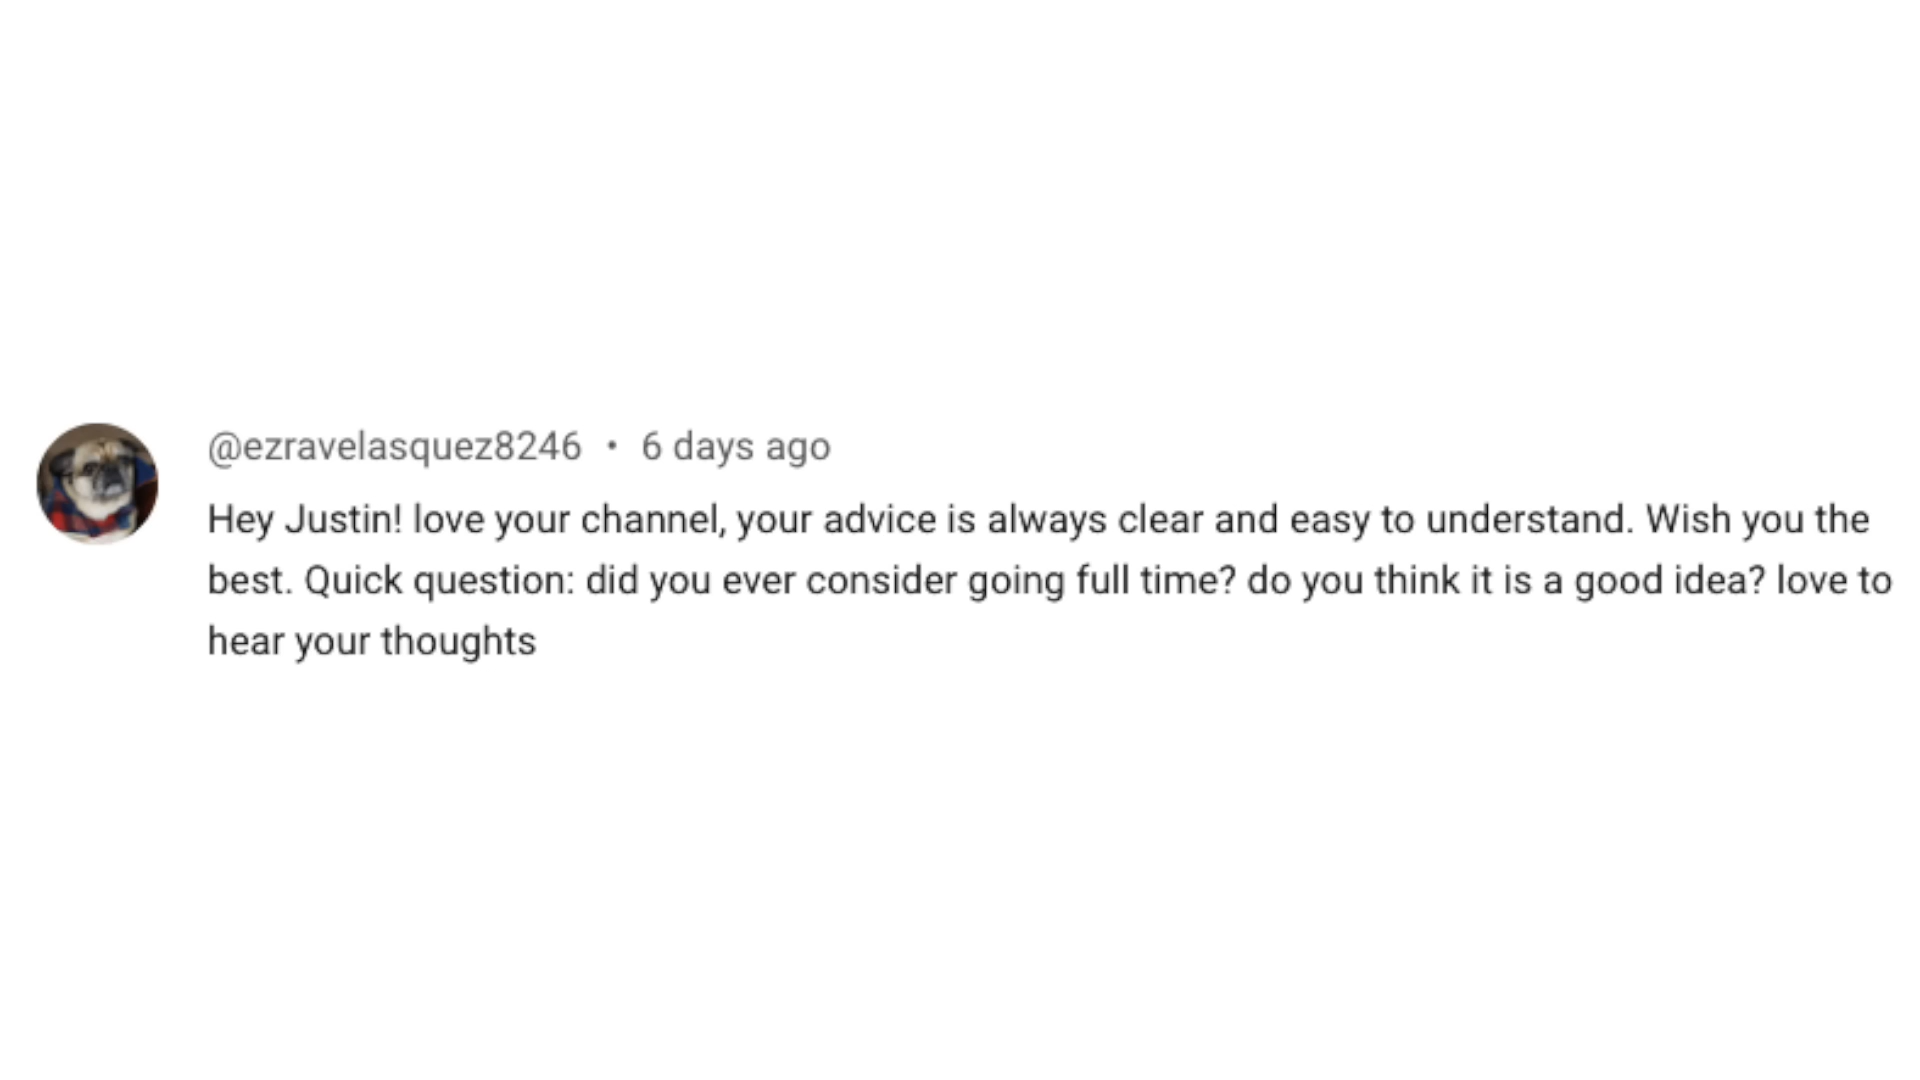 @ezravelasquez8246 • 6 days ago
Hey Justin! love your channel, your advice is always clear and easy to understand. Wish you the
best. Quick question: did you ever consider going full time? do you think it is a good idea? love to
hear your thoughts